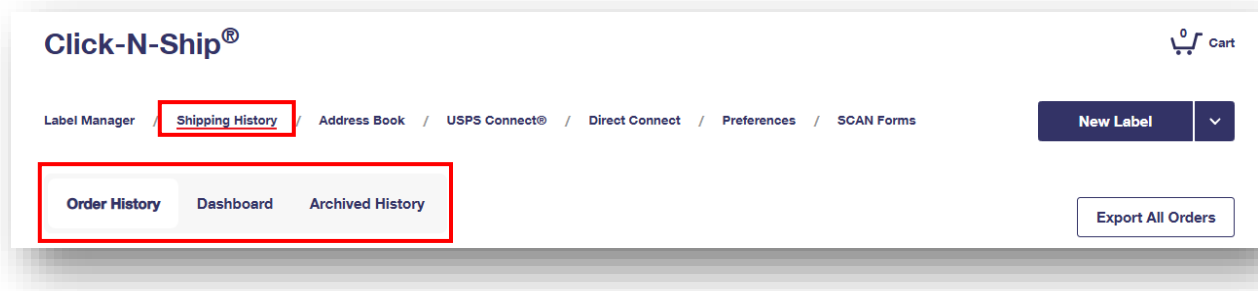 Click-N-Ship®
0 Cart
Label Manager / Shipping History / Address Book / USPS Connect® / Direct Connect / Preferences / SCAN Forms
New Label
Order History Dashboard Archived History
Export All Orders